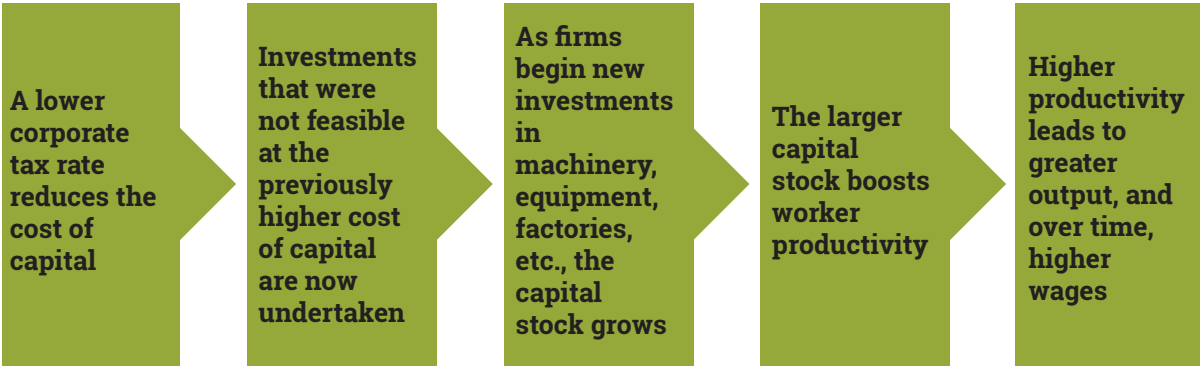 A lower
corporate
tax rate
reduces the
cost of
capital
Investments
that were
not feasible
at the
previously
higher cost
of capital
are now
undertaken
As firms
begin new
investments
in
machinery,
equipment,
factories,
etc., the
capital
stock grows
The larger
capital
stock boosts
worker
productivity
Higher
productivity
leads to
greater
output, and
over time,
higher
wages